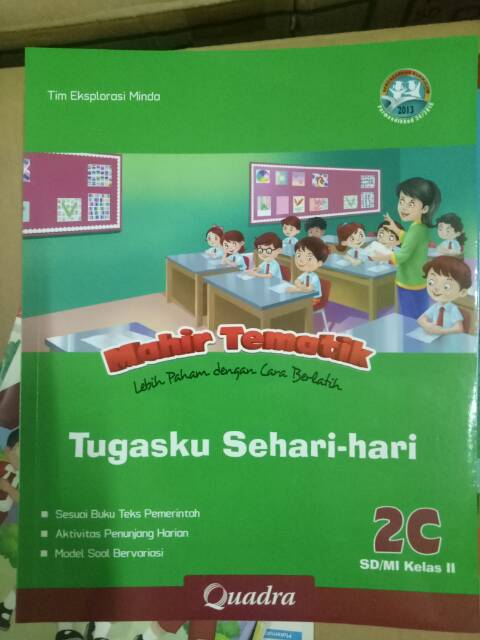 Tim Eksplorasi Minda
2013
Mahir Tematik
Lebih Paham dengan Cara Berlatih
Tugasku Sehari-hari
Sesuai Buku Teks Pemerintah
Aktivitas Penunjang Harian
Model Soal Bervariasi
2C
SD/MI Kelas II
Quadra